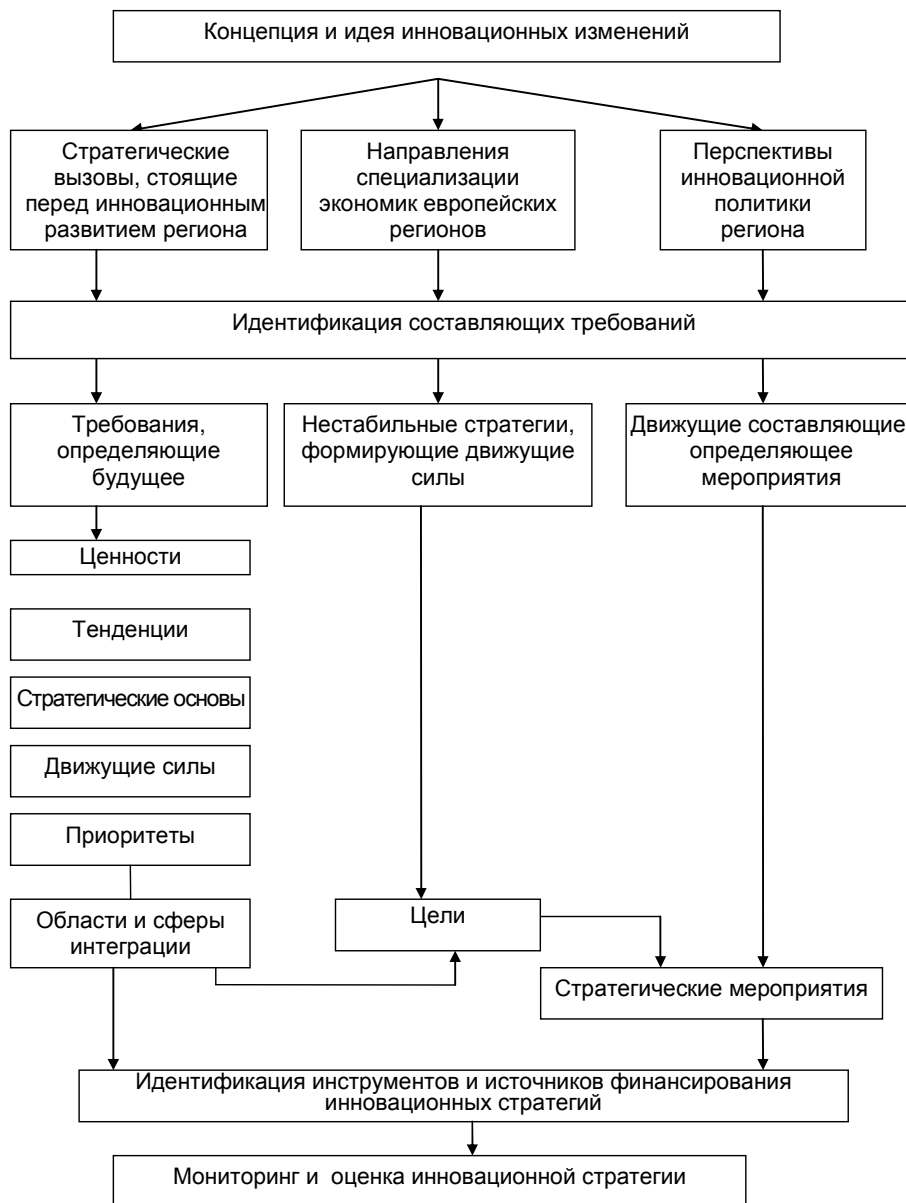 Концепция и идея инновационных изменений
Стратегические
вызовы, стоящие
перед инновационным
развитием региона
Направления
специализации
экономик европейских
регионов
Перспективы
инновационной
политики
региона
Идентификация составляющих требований
Требования,
определяющие
будущее
Нестабильные стратегии,
формирующие движущие
силы
Движущие составляющие
определяющее
мероприятия
Ценности
Тенденции
Стратегические основы
Движущие силы
Приоритеты
Области и сферы
интеграции
Цели
Стратегические мероприятия
Идентификация инструментов и источников финансирования
инновационных стратегий
Мониторинг и оценка инновационной стратегии